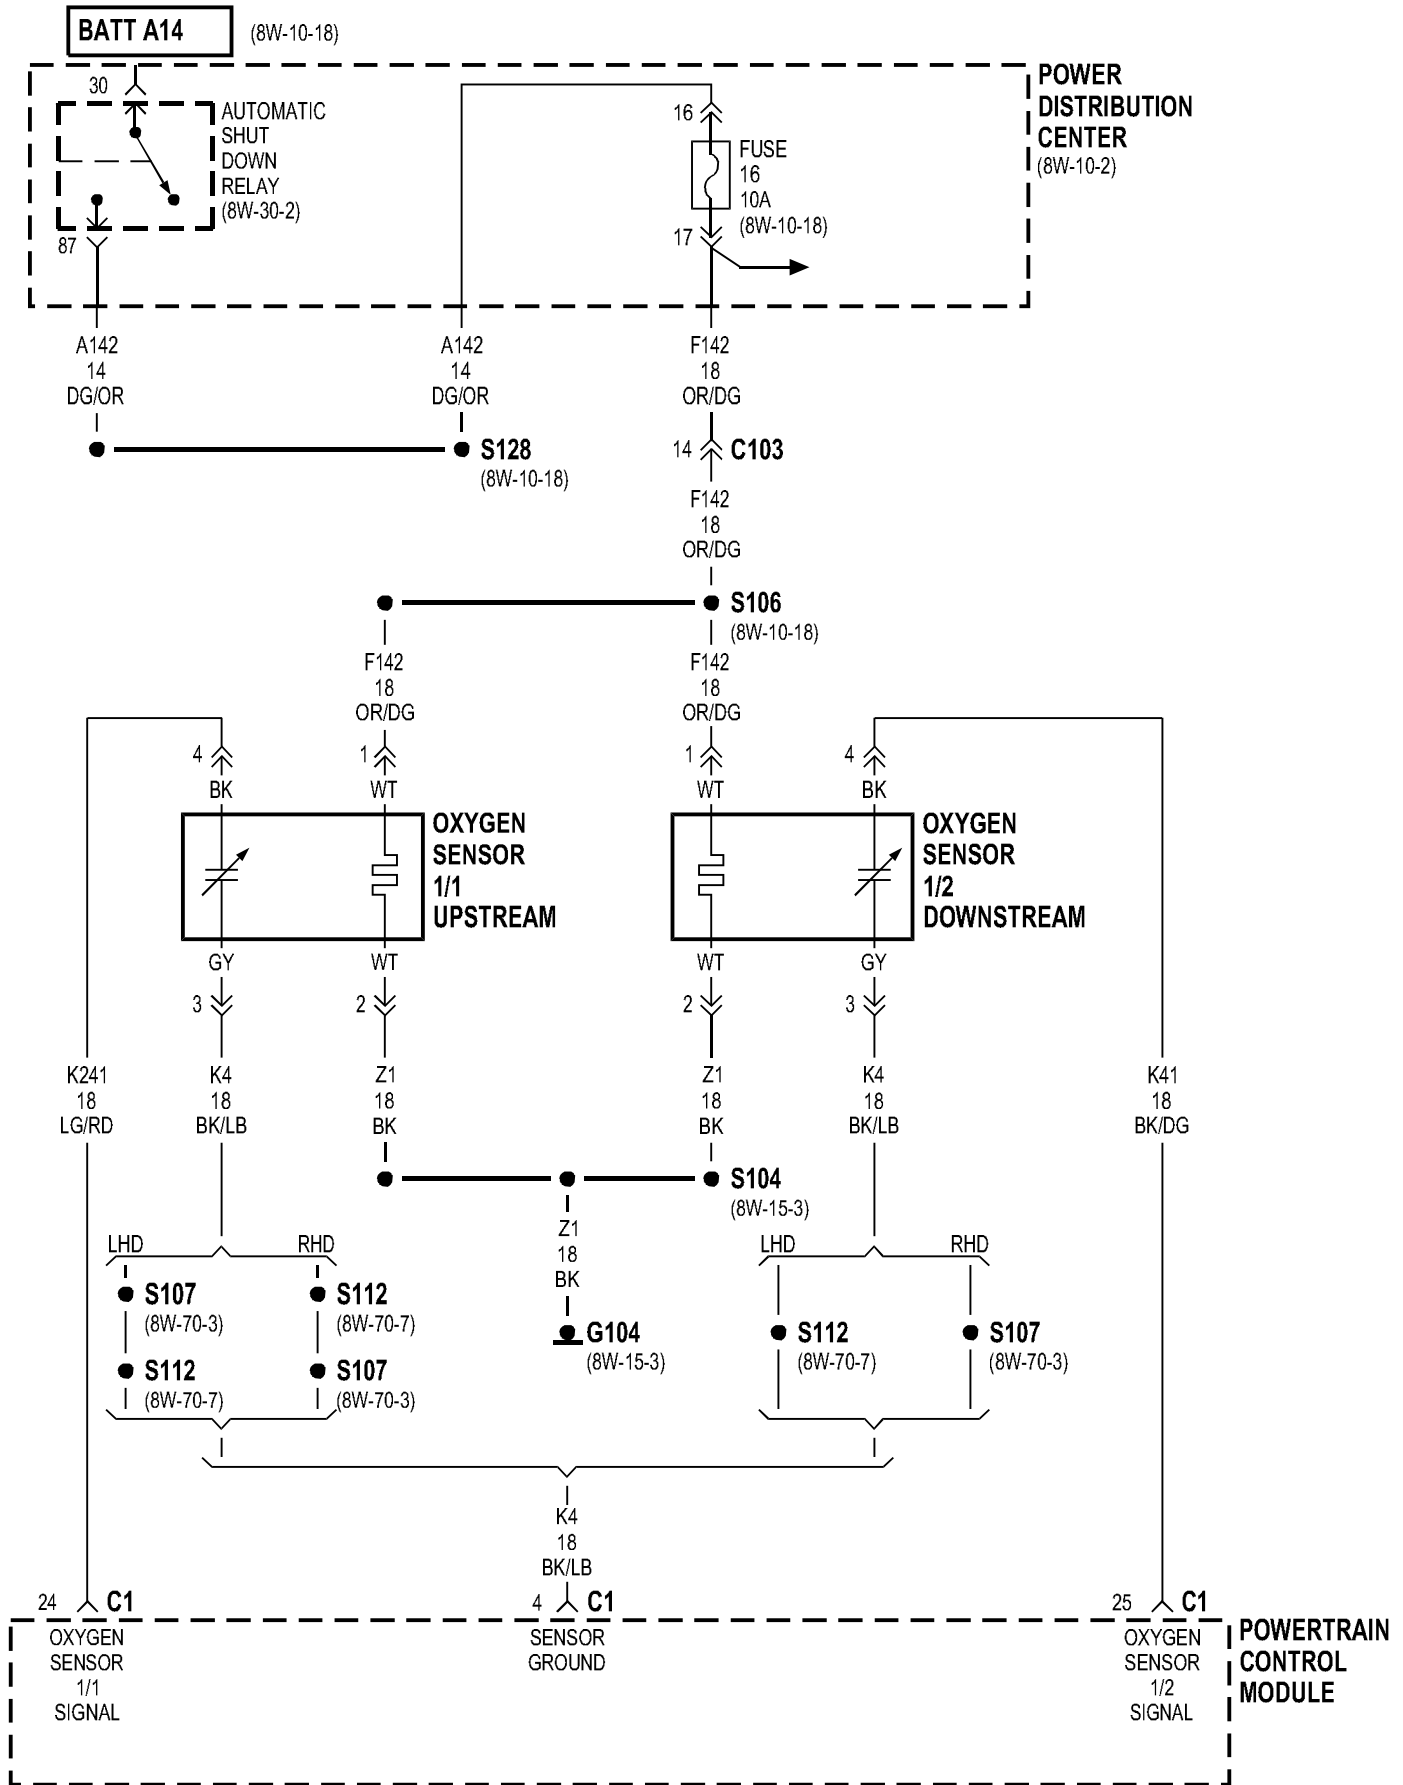 BATT A14
(8W-10-18)
30
AUTOMATIC
SHUT
DOWN
RELAY
(8W-30-2)
87
16
FUSE
16
10A
(8W-10-18)
17
POWER
DISTRIBUTION
CENTER
(8W-10-2)
A142
14
DG/OR
A142
14
DG/OR
F142
18
OR/DG
S128
(8W-10-18)
14
C103
F142
18
OR/DG
S106
(8W-10-18)
F142
18
OR/DG
F142
18
OR/DG
4
1
1
4
BK
WT
WT
BK
OXYGEN
SENSOR
1/1
UPSTREAM
OXYGEN
SENSOR
1/2
DOWNSTREAM
GY
WT
WT
GY
3
2
2
3
K241
18
LG/RD
K4
18
BK/LB
Z1
18
BK
Z1
18
BK
K4
18
BK/LB
K41
18
BK/DG
S104
(8W-15-3)
Z1
18
BK
G104
(8W-15-3)
LHD
RHD
S107
(8W-70-3)
S112
(8W-70-7)
S112
(8W-70-7)
S107
(8W-70-3)
LHD
RHD
S112
(8W-70-7)
S107
(8W-70-3)
K4
18
BK/LB
24
C1
4
C1
25
C1
OXYGEN
SENSOR
1/1
SIGNAL
SENSOR
GROUND
OXYGEN
SENSOR
1/2
SIGNAL
POWERTRAIN
CONTROL
MODULE